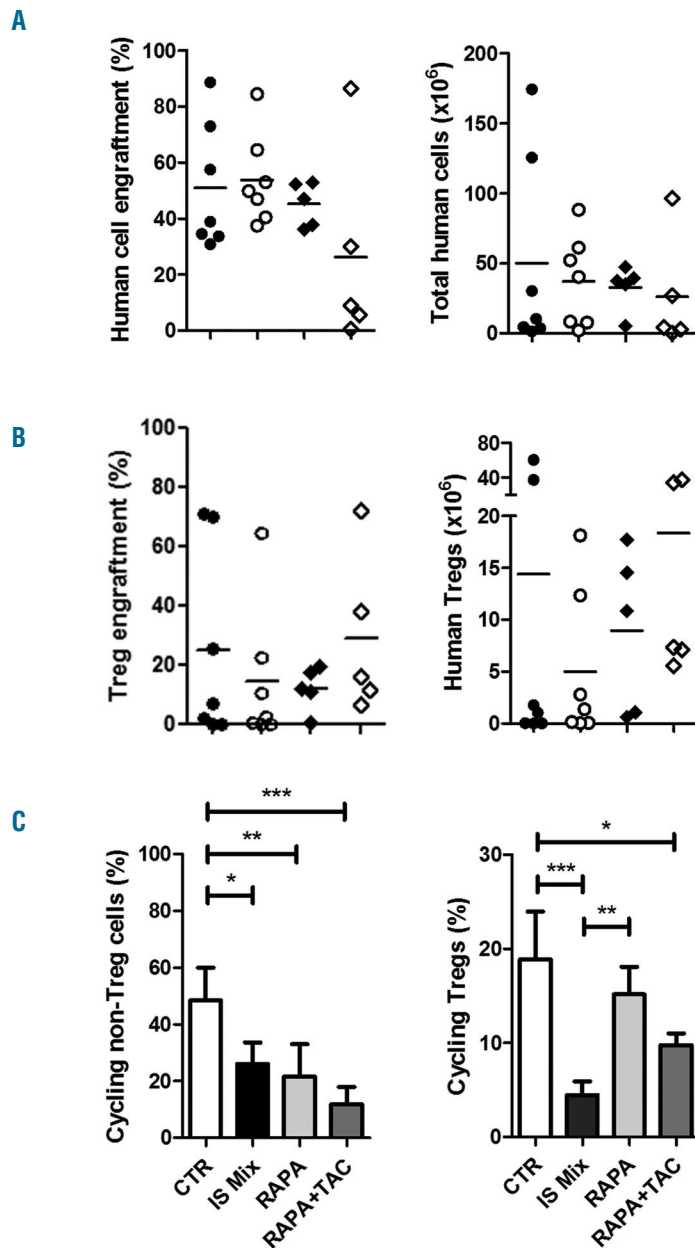 A
Human cell engraftment (%)
100
80
60
40
20
0
Total human cells (x10⁶)
200
150
100
50
0
B
Treg engraftment (%)
100
80
60
40
20
0
Human Tregs (x10⁶)
80
40
20
15
10
5
0
C
Cycling non-Treg cells (%)
100
80
60
40
20
0
***
**
*
CTR
IS Mix
RAPA
RAPA+TAC
Cycling Tregs (%)
30
20
10
0
*
***
**
CTR
IS Mix
RAPA
RAPA+TAC